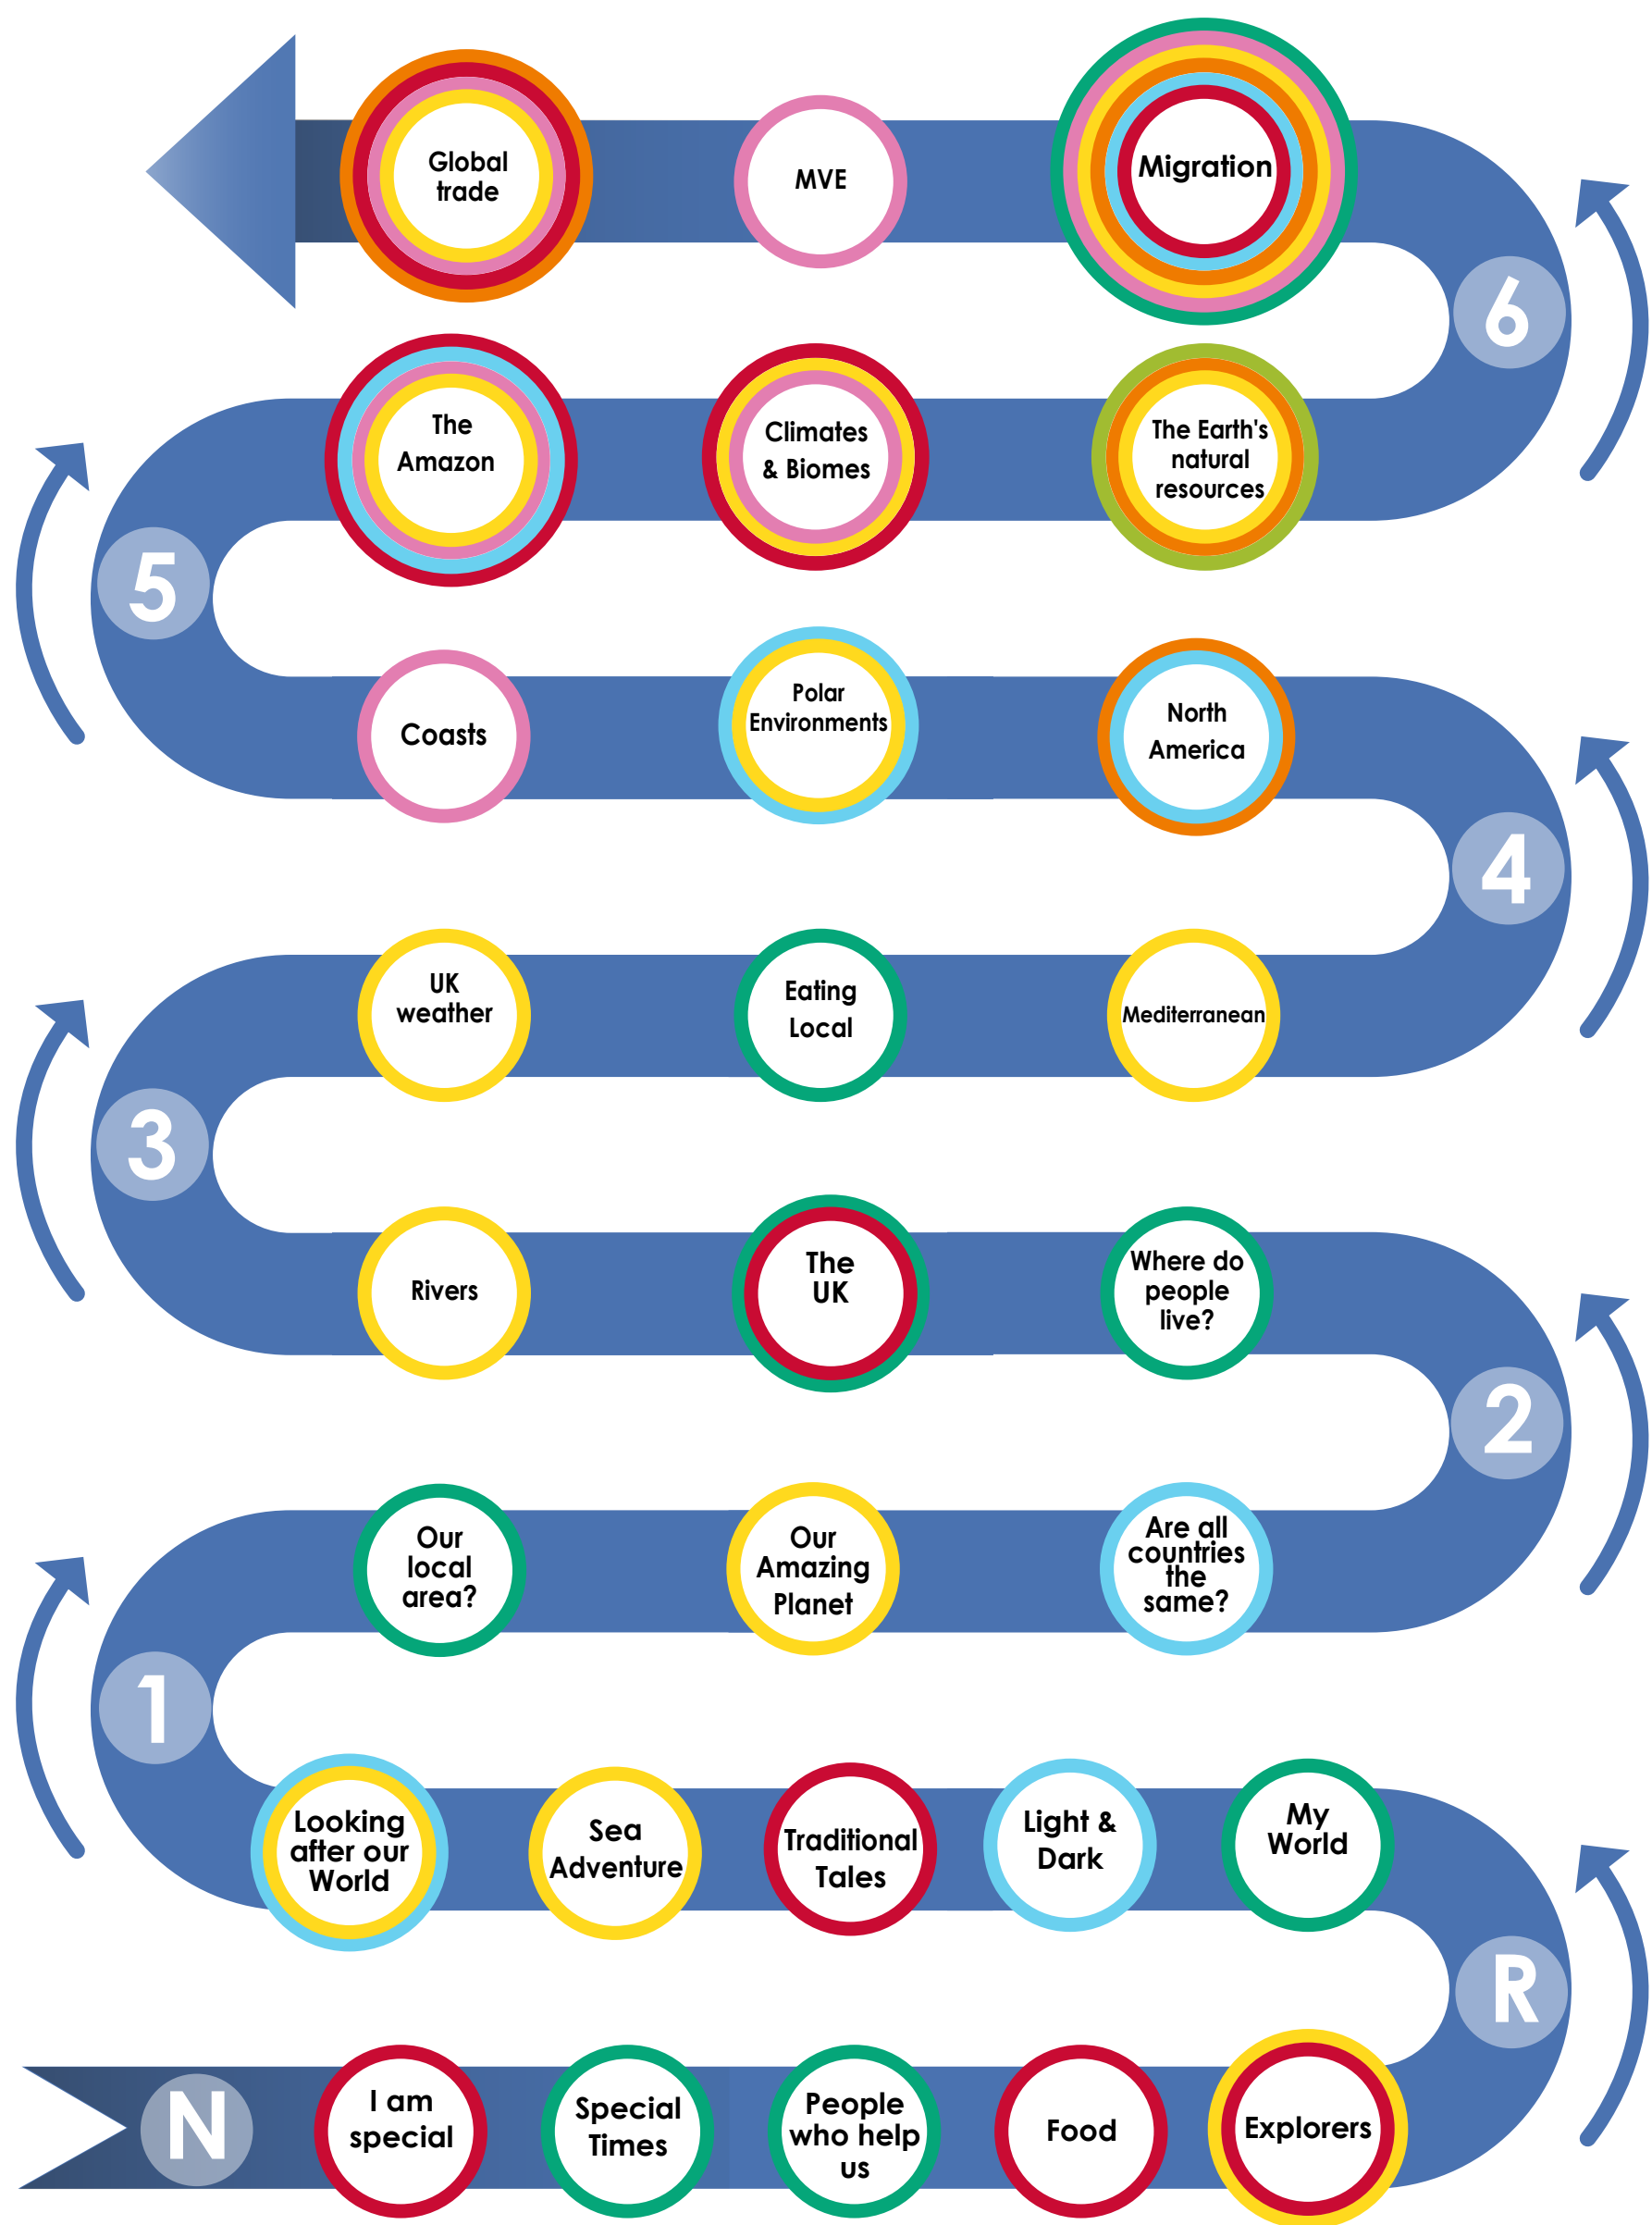 Global
trade
MVE
Migration
6
The
Amazon
Climates
& Biomes
The Earth's
natural
resources
5
Coasts
Polar
Environments
North
America
4
UK
weather
Eating
Local
Mediterranean
3
Rivers
The
UK
Where do
people
live?
2
Our
local
area?
Our
Amazing
Planet
Are all
countries
the
same?
1
Looking
after our
World
Sea
Adventure
Traditional
Tales
Light &
Dark
My
World
R
N
I am
special
Special
Times
People
who help
us
Food
Explorers